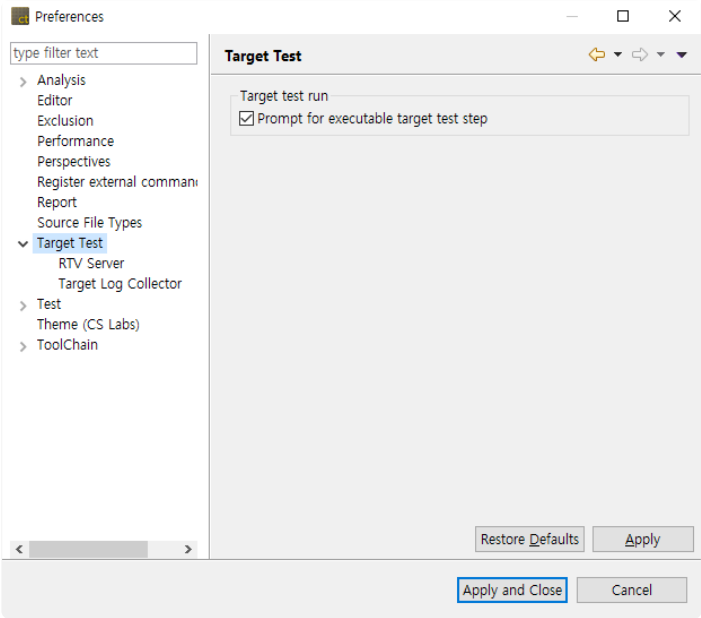 ct Preferences
type filter text
Target Test
Analysis
Editor
Exclusion
Performance
Perspectives
Register external comman
Report
Source File Types
Target Test
RTV Server
Target Log Collector
Test
Theme (CS Labs)
ToolChain
Target test run
Prompt for executable target test step
Restore Defaults
Apply
Apply and Close
Cancel